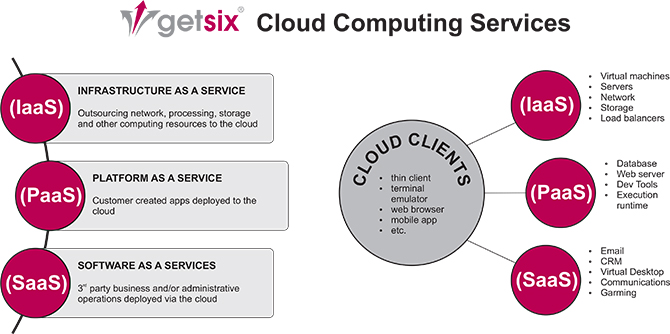 getsix® Cloud Computing Services
(IaaS)
INFRASTRUCTURE AS A SERVICE
Outsourcing network, processing, storage
and other computing resources to the cloud
(PaaS)
PLATFORM AS A SERVICE
Customer created apps deployed to the
cloud
(SaaS)
SOFTWARE AS A SERVICES
3rd party business and/or administrative
operations deployed via the cloud
CLOUD CLIENTS
• thin client
• terminal
emulator
• web browser
• mobile app
• etc.
(IaaS)
• Virtual machines
• Servers
• Network
• Storage
• Load balancers
(PaaS)
• Database
• Web server
• Dev Tools
• Execution
runtime
(SaaS)
• Email
• CRM
• Virtual Desktop
• Communications
• Garming